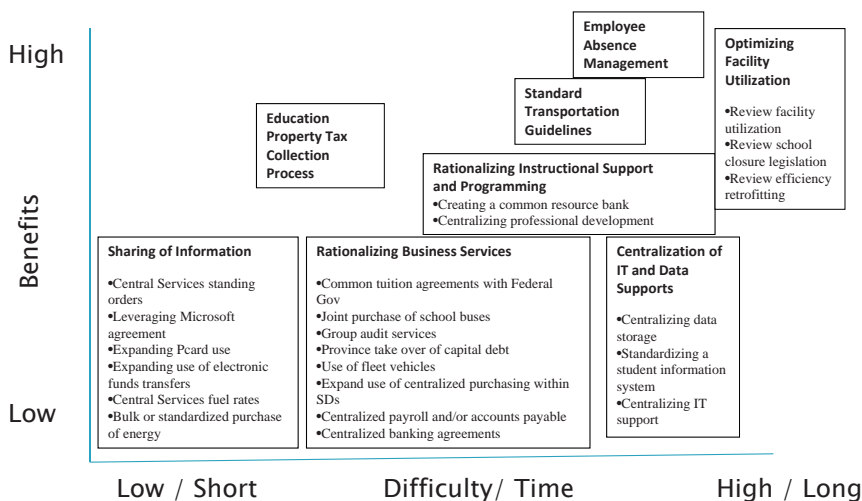 High
Benefits
Low
Employee
Absence
Management
Optimizing
Facility
Utilization
•Review facility
utilization
•Review school
closure legislation
•Review efficiency
retrofitting
Standard
Transportation
Guidelines
Education
Property Tax
Collection
Process
Rationalizing Instructional Support
and Programming
•Creating a common resource bank
•Centralizing professional development
Sharing of Information
•Central Services standing
orders
•Leveraging Microsoft
agreement
•Expanding Pcard use
•Expanding use of electronic
funds transfers
•Central Services fuel rates
•Bulk or standardized purchase
of energy
Rationalizing Business Services
•Common tuition agreements with Federal
Gov
•Joint purchase of school buses
•Group audit services
•Province take over of capital debt
•Use of fleet vehicles
•Expand use of centralized purchasing within
SDs
•Centralized payroll and/or accounts payable
•Centralized banking agreements
Centralization of
IT and Data
Supports
•Centralizing data
storage
•Standardizing a
student information
system
•Centralizing IT
support
Low / Short
Difficulty/ Time
High / Long